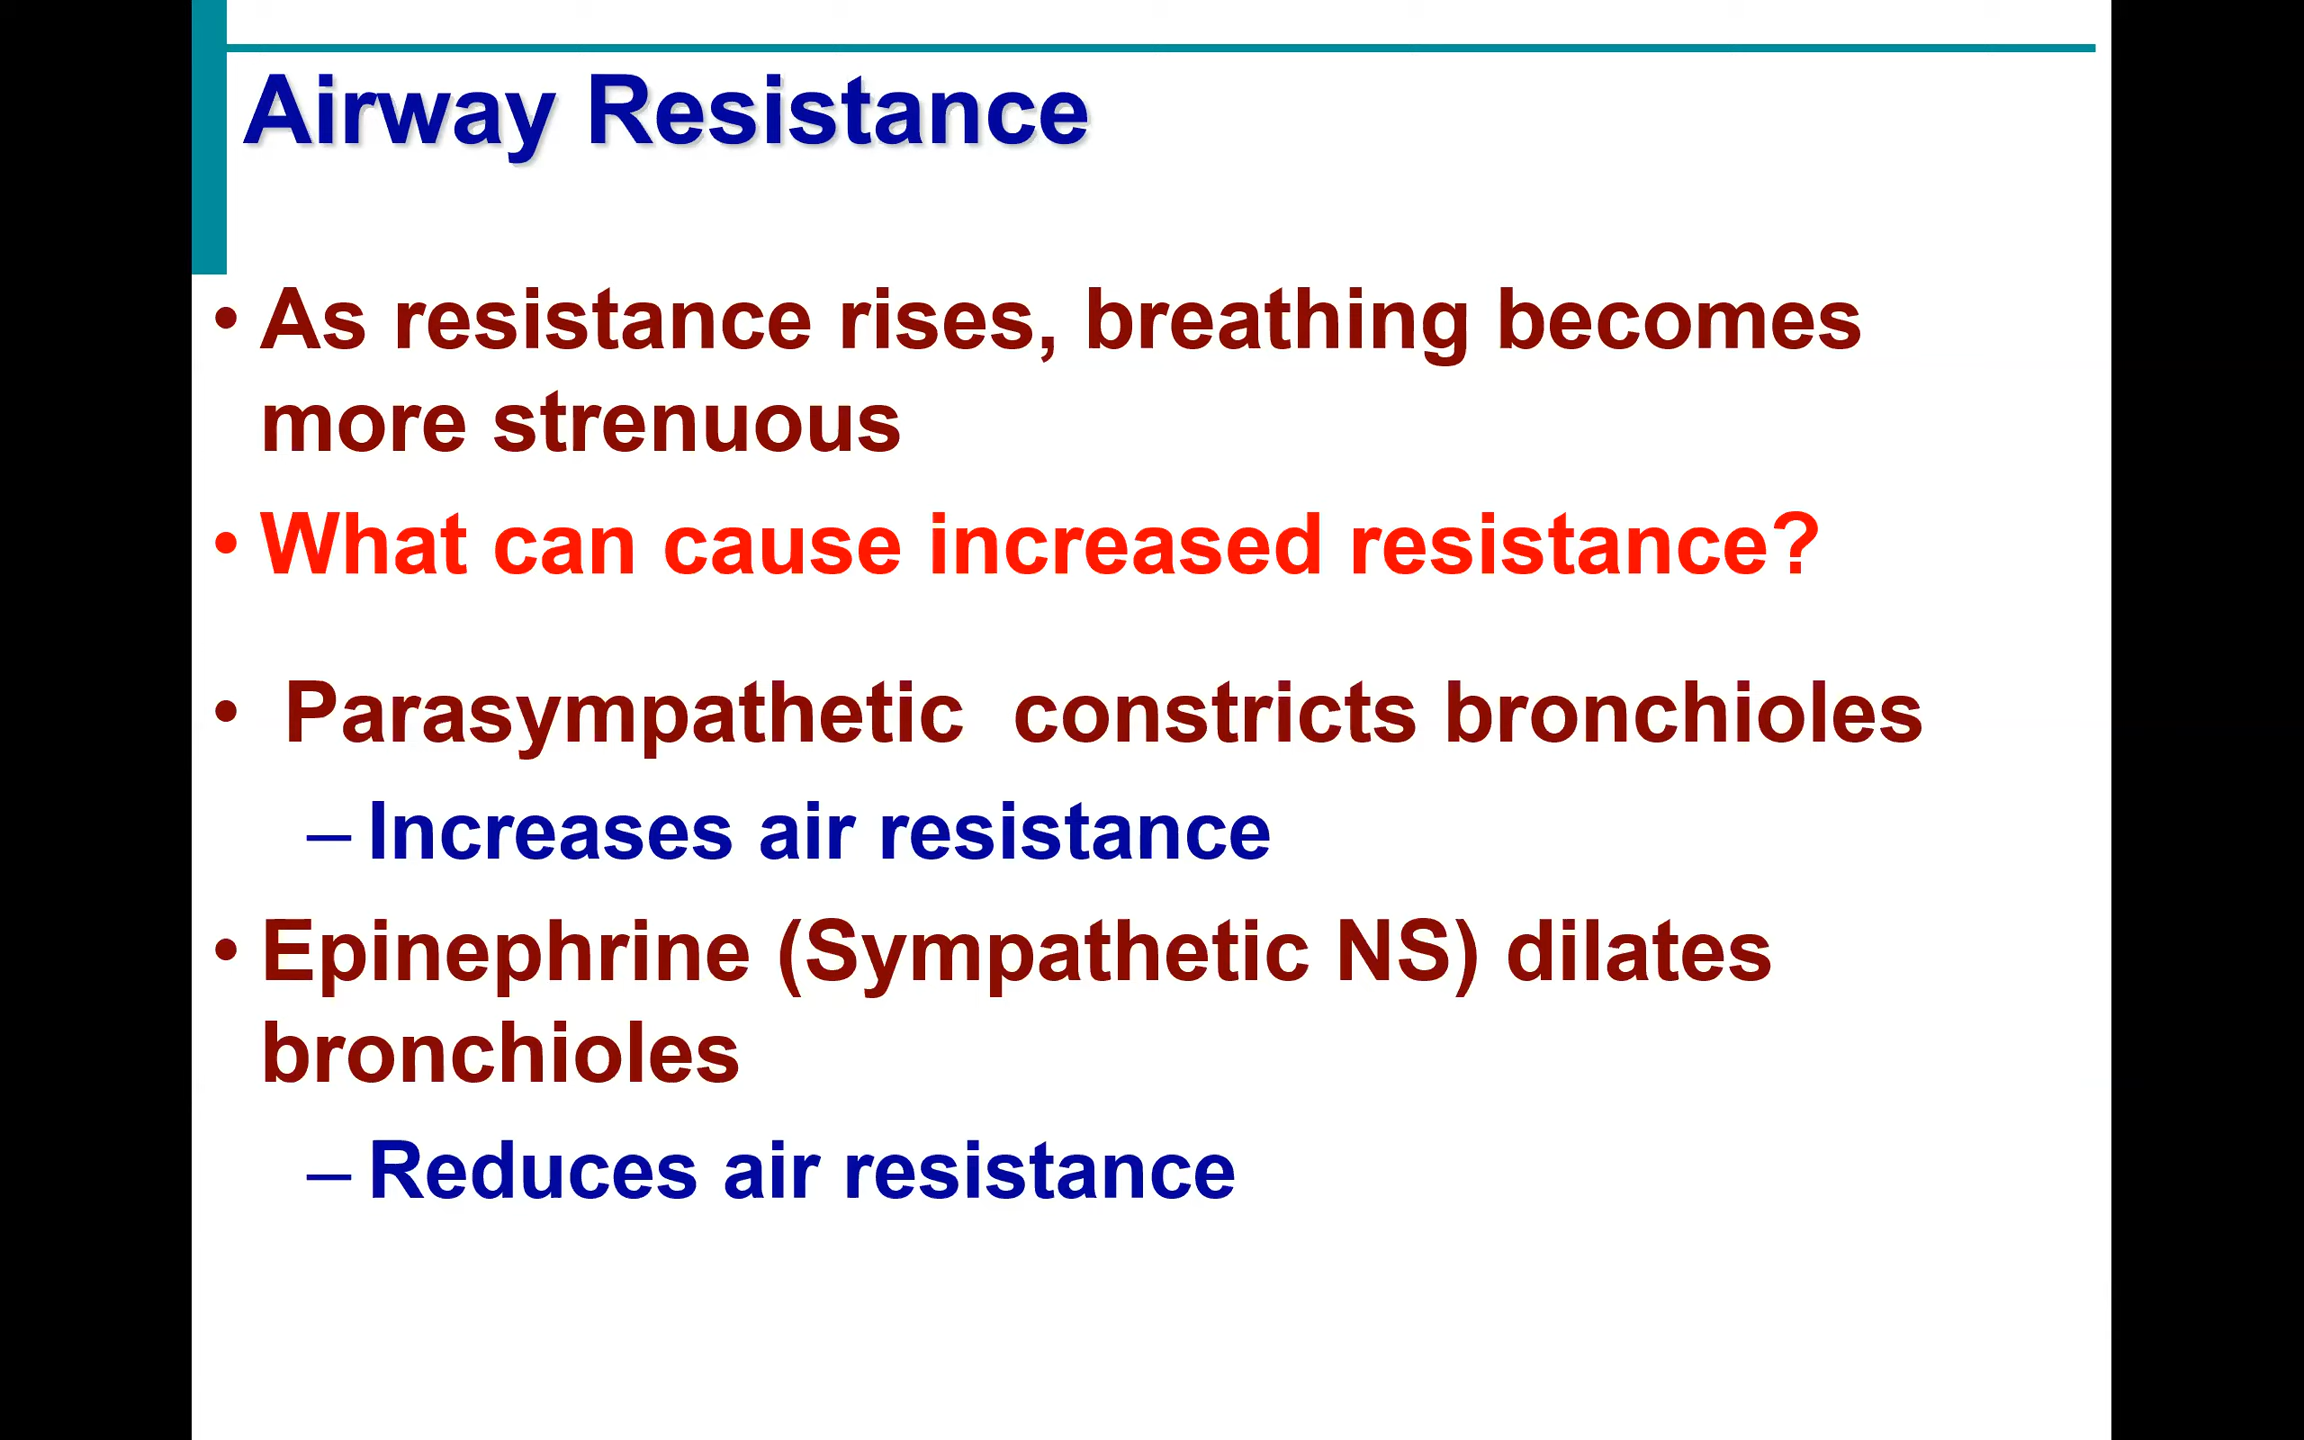 Airway Resistance
• As resistance rises, breathing becomes
more strenuous
• What can cause increased resistance?
• Parasympathetic  constricts bronchioles
– Increases air resistance
• Epinephrine (Sympathetic NS) dilates
bronchioles
– Reduces air resistance